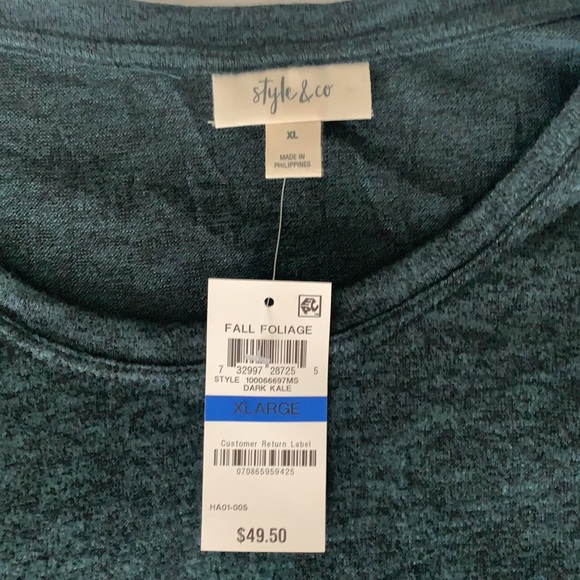 style & co
XL
MADE IN
PHILIPPINES
FALL FOLIAGE
7 32997 28725 5
STYLE 100066697MS
DARK KALE
XLARGE
Customer Return Label
070865959425
HA01-005
$49.50